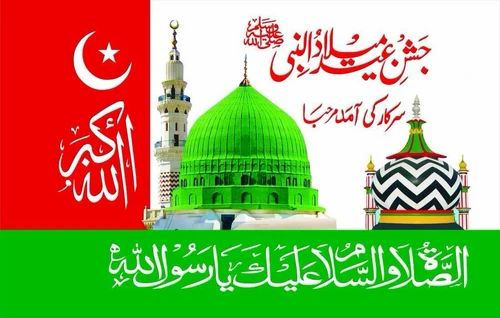 جشنِ عید میلاد النبی ﷺ
سرکار کی آمد مرحبا
اللہ اکبر
الصلاۃ والسلام علیک یا رسول اللہ